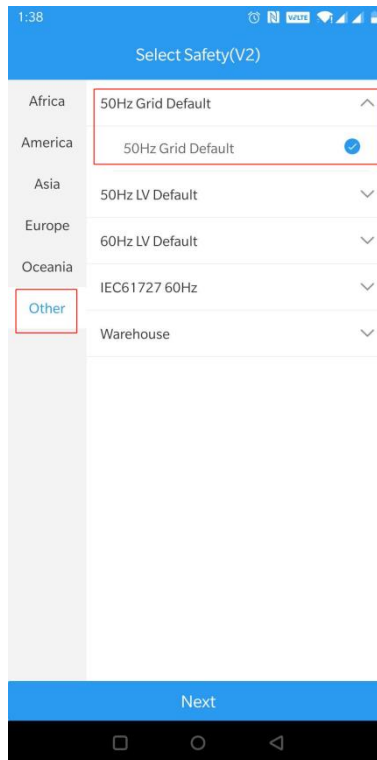 1:38
VoLTE
Select Safety(V2)
Africa
America
Asia
Europe
Oceania
Other
50Hz Grid Default
50Hz Grid Default
50Hz LV Default
60Hz LV Default
IEC61727 60Hz
Warehouse
Next